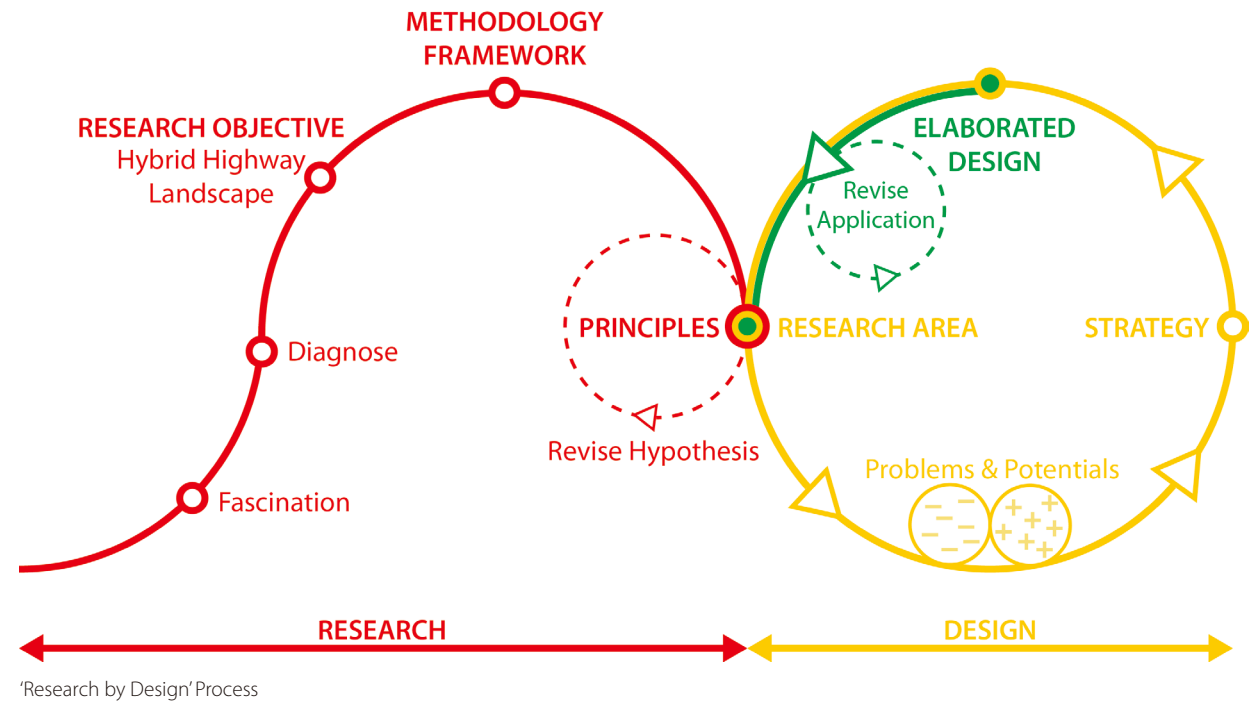 METHODOLOGY
FRAMEWORK
RESEARCH OBJECTIVE
Hybrid Highway
Landscape
ELABORATED
DESIGN
Revise
Application
PRINCIPLES
RESEARCH AREA
STRATEGY
Diagnose
Revise Hypothesis
Problems & Potentials
Fascination
RESEARCH
DESIGN
‘Research by Design’ Process